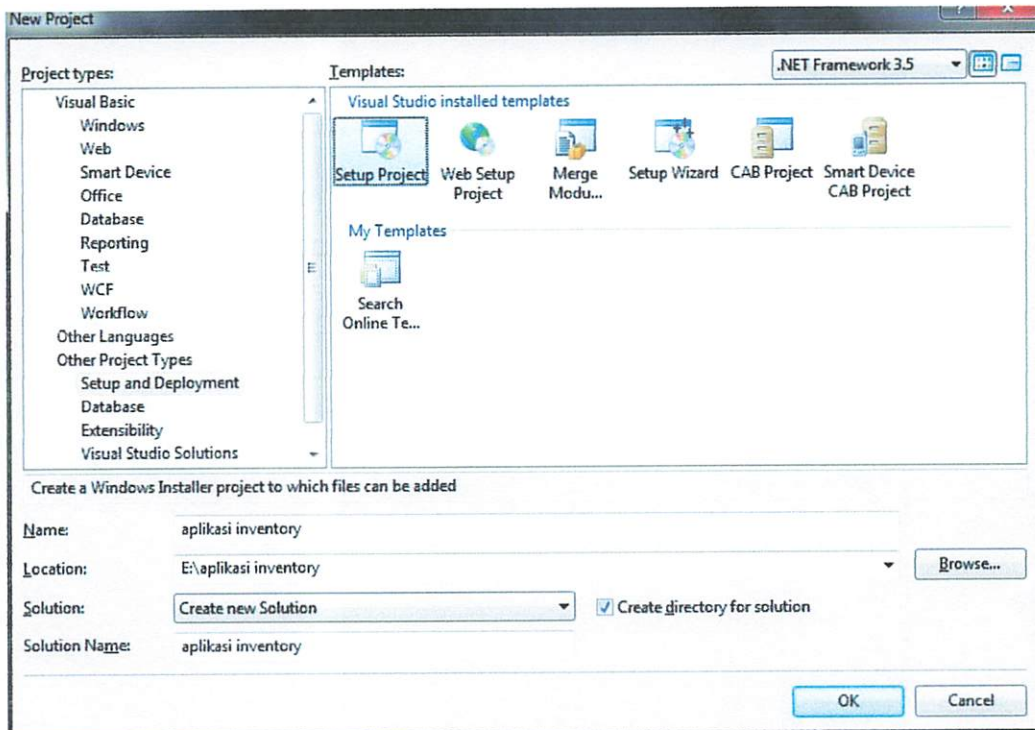 New Project
Project types:
Templates:
.NET Framework 3.5
Visual Basic
Windows
Web
Smart Device
Office
Database
Reporting
Test
WCF
Workflow
Other Languages
Other Project Types
Setup and Deployment
Database
Extensibility
Visual Studio Solutions
Visual Studio installed templates
Setup Project
Web Setup
Project
Merge
Modu...
Setup Wizard
CAB Project
Smart Device
CAB Project
My Templates
Search
Online Te...
Create a Windows Installer project to which files can be added
Name:
aplikasi inventory
Location:
E:\aplikasi inventory
Browse...
Solution:
Create new Solution
Create directory for solution
Solution Name:
aplikasi inventory
OK
Cancel